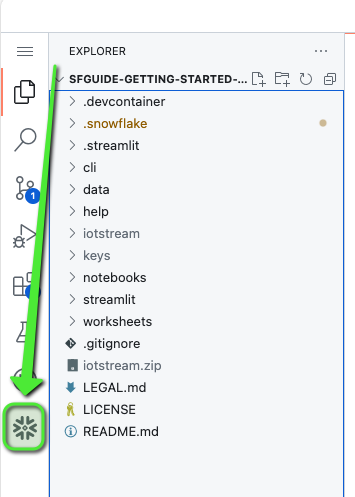 EXPLORER
SFGUIDE-GETTING-STARTED-...
.devcontainer
.snowflake
.streamlit
cli
data
1
help
iotstream
keys
notebooks
streamlit
worksheets
.gitignore
iotstream.zip
LEGAL.md
LICENSE
README.md